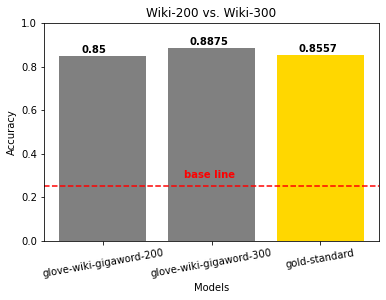 Wiki-200 vs. Wiki-300
Accuracy
1.0
0.8
0.6
0.4
0.2
0.0
0.85
0.8875
0.8557
base line
glove-wiki-gigaword-200
glove-wiki-gigaword-300
gold-standard
Models